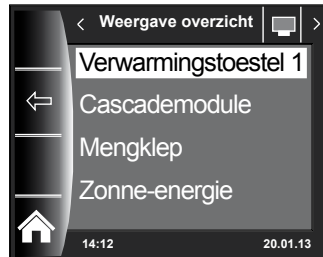 Weergave overzicht
Verwarmingstoestel 1
Cascademodule
Mengklep
Zonne-energie
14:12 20.01.13